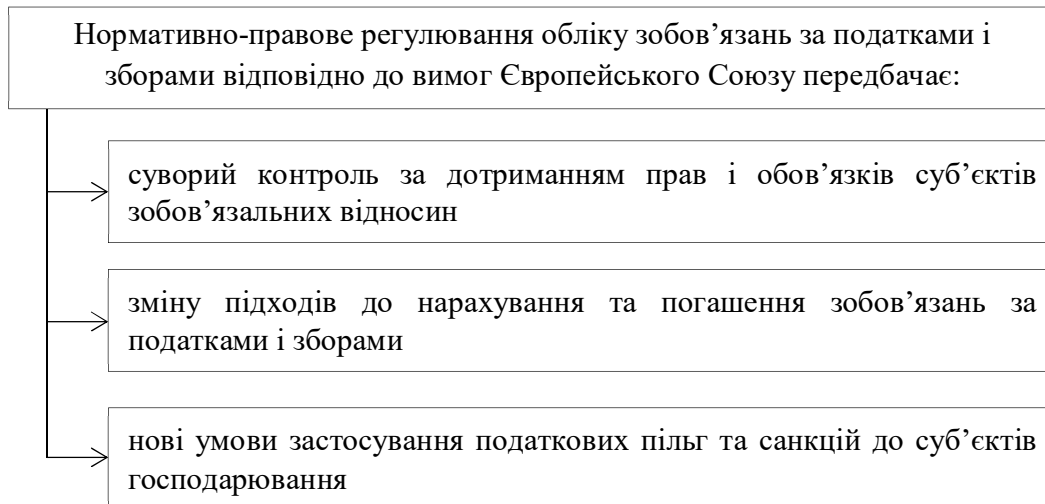 Нормативно-правове регулювання обліку зобов’язань за податками і
зборами відповідно до вимог Європейського Союзу передбачає:
суворий контроль за дотриманням прав і обов’язків суб’єктів
зобов’язальних відносин
зміну підходів до нарахування та погашення зобов’язань за
податками і зборами
нові умови застосування податкових пільг та санкцій до суб’єктів
господарювання